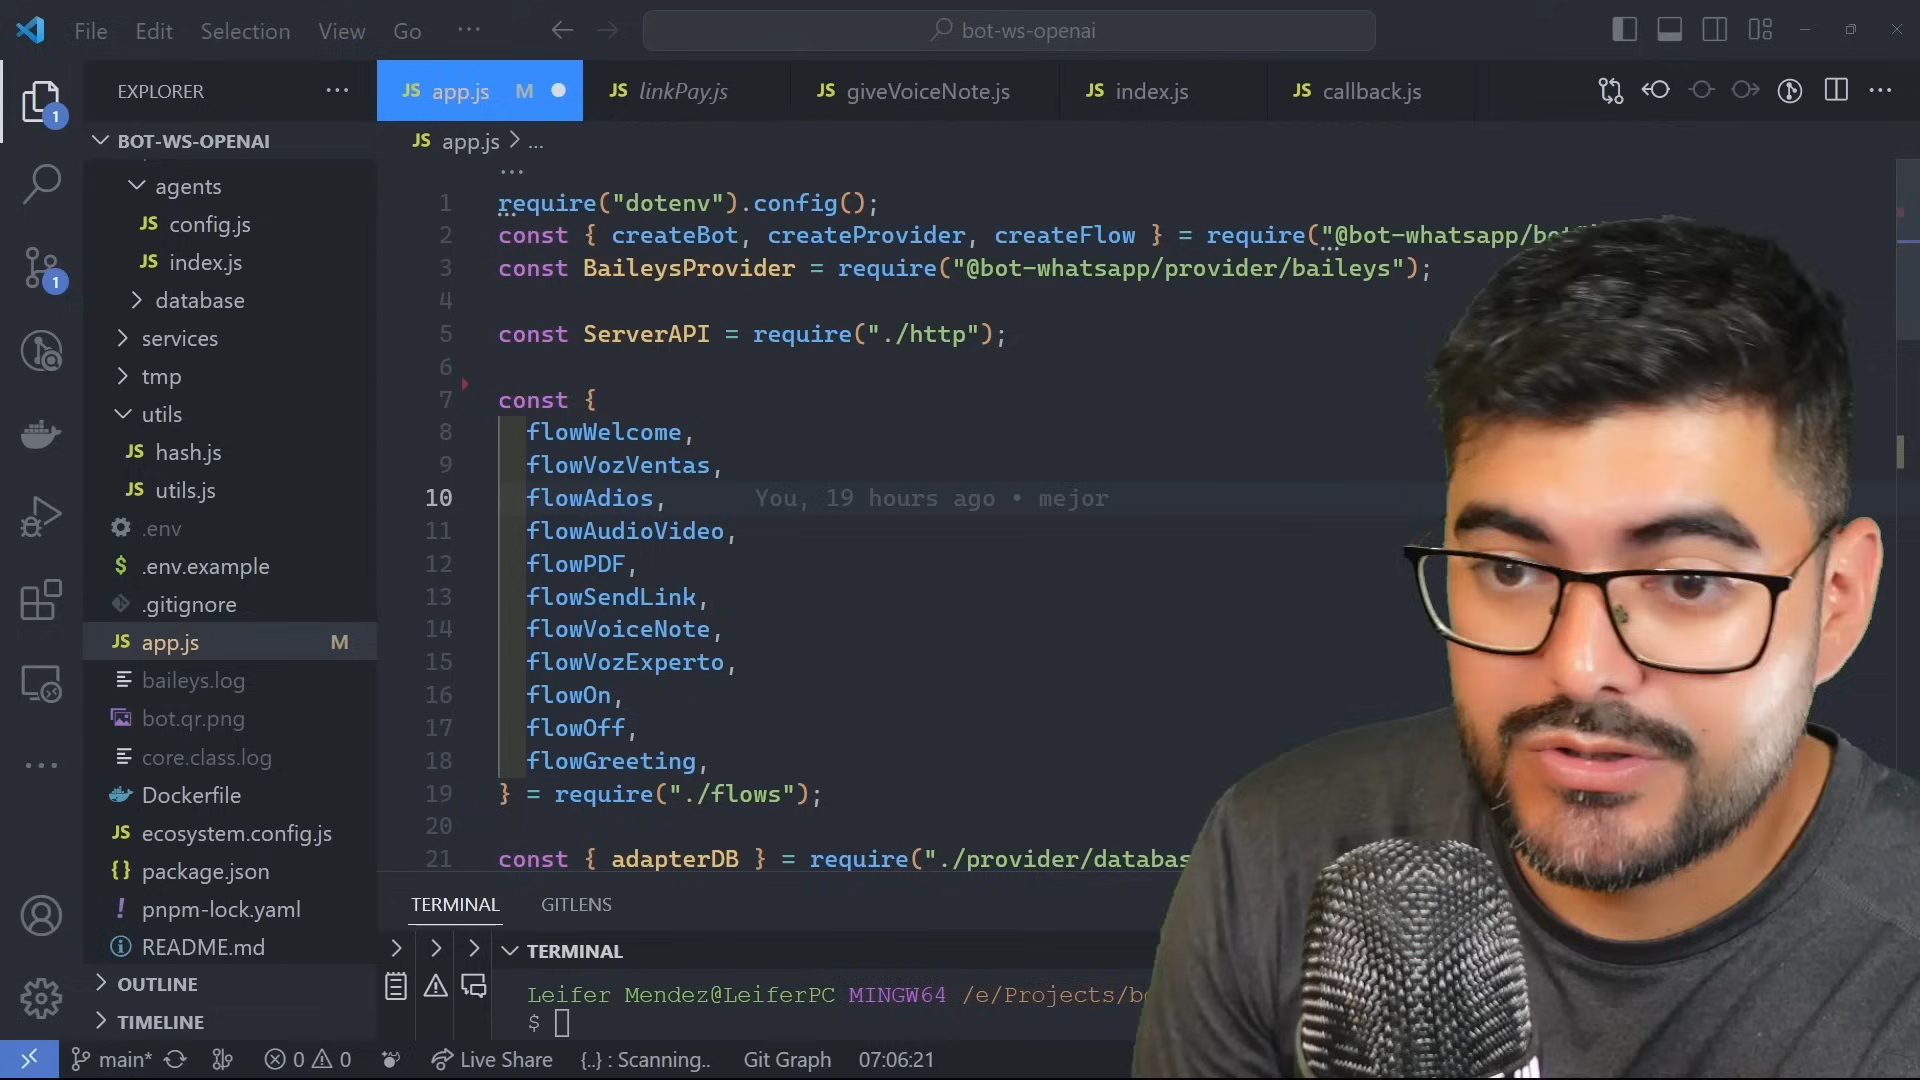 File Edit Selection View Go ...
bot-ws-openai
EXPLORER
BOT-WS-OPENAI
agents
JS config.js
JS index.js
database
services
tmp
utils
JS hash.js
JS utils.js
.env
$ .env.example
.gitignore
JS app.js M
baileys.log
bot.qr.png
core.class.log
Dockerfile
JS ecosystem.config.js
{} package.json
! pnpm-lock.yaml
README.md
OUTLINE
TIMELINE
1
1
JS app.js M
JS linkPay.js
JS giveVoiceNote.js
JS index.js
JS callback.js
JS app.js > ...
1 require("dotenv").config();
2 const { createBot, createProvider, createFlow } = require("@bot-whatsapp/bot
3 const BaileysProvider = require("@bot-whatsapp/provider/baileys");
4
5 const ServerAPI = require("./http");
6
7 const {
8 flowWelcome,
9 flowVozVentas,
10 flowAdios, You, 19 hours ago • mejor
11 flowAudioVideo,
12 flowPDF,
13 flowSendLink,
14 flowVoiceNote,
15 flowVozExperto,
16 flowOn,
17 flowOff,
18 flowGreeting,
19 } = require("./flows");
20
21 const { adapterDB } = require("./provider/databas
TERMINAL GITLENS
TERMINAL
Leifer Mendez@LeiferPC MINGW64 /e/Projects/b
$
main* 0 0 Live Share {..} : Scanning.. Git Graph 07:06:21